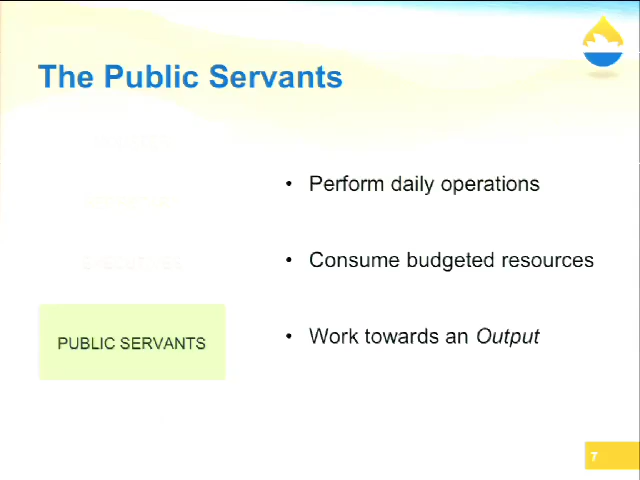 The Public Servants
• Perform daily operations
• Consume budgeted resources
PUBLIC SERVANTS
• Work towards an Output
7